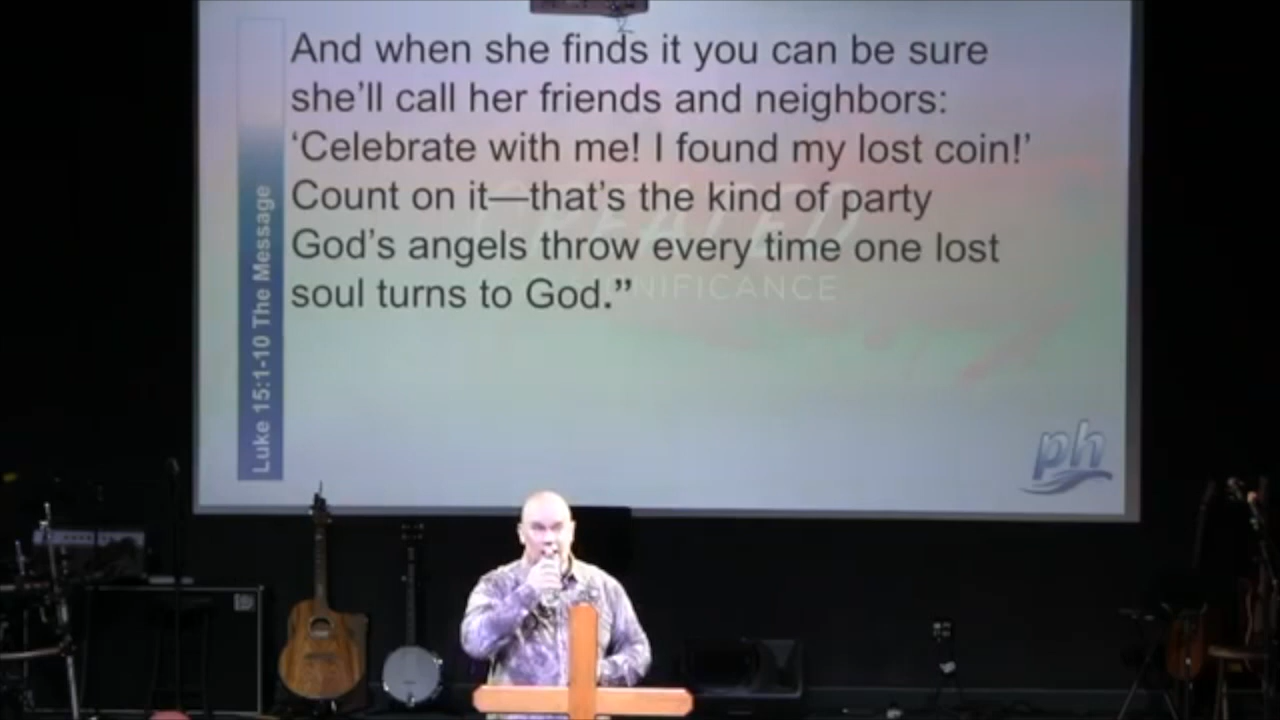 And when she finds it you can be sure
she’ll call her friends and neighbors:
‘Celebrate with me! I found my lost coin!’
Count on it—that’s the kind of party
God’s angels throw every time one lost
soul turns to God.”
Luke 15:1-10 The Message
CREATED
NIFICANCE
ph